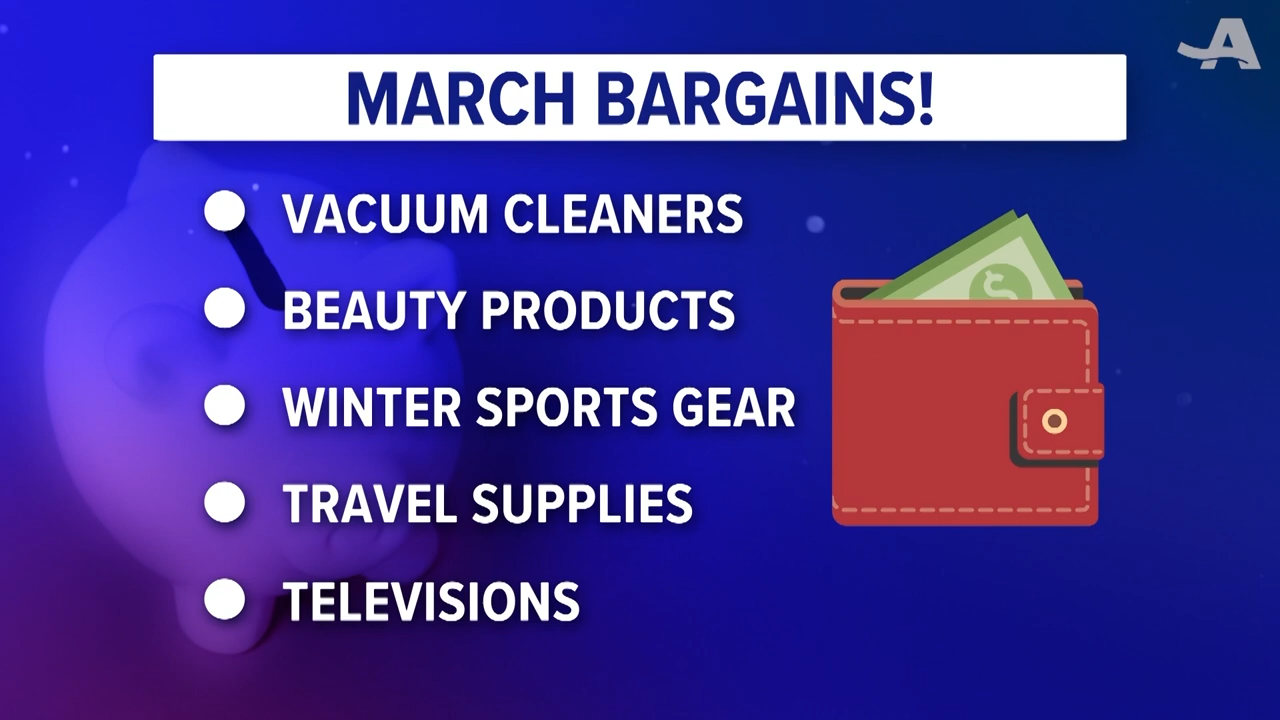 MARCH BARGAINS!
VACUUM CLEANERS
BEAUTY PRODUCTS
WINTER SPORTS GEAR
TRAVEL SUPPLIES
TELEVISIONS
A
$